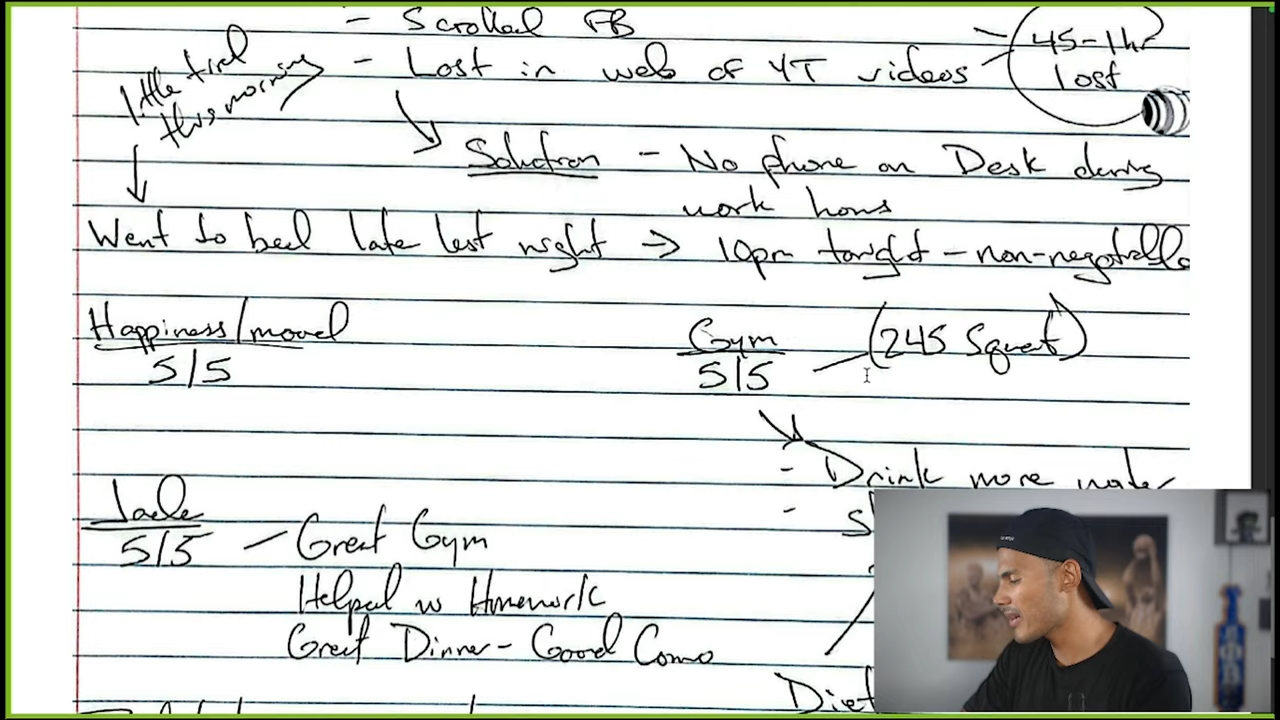 - Scrolled FB
- Lost in web of YT videos
45-1hr
lost
little tired
this morning
Solution - No phone on Desk during
work hours
Went to bed late last night → 10pm tonight - non-negotiable
Happiness/mood
5/5
Gym
5/5 - (245 Squat)
- Drink more water
-
5/5 - Great Gym
Helped w Homework
Great Dinner - Good Convo
Diet